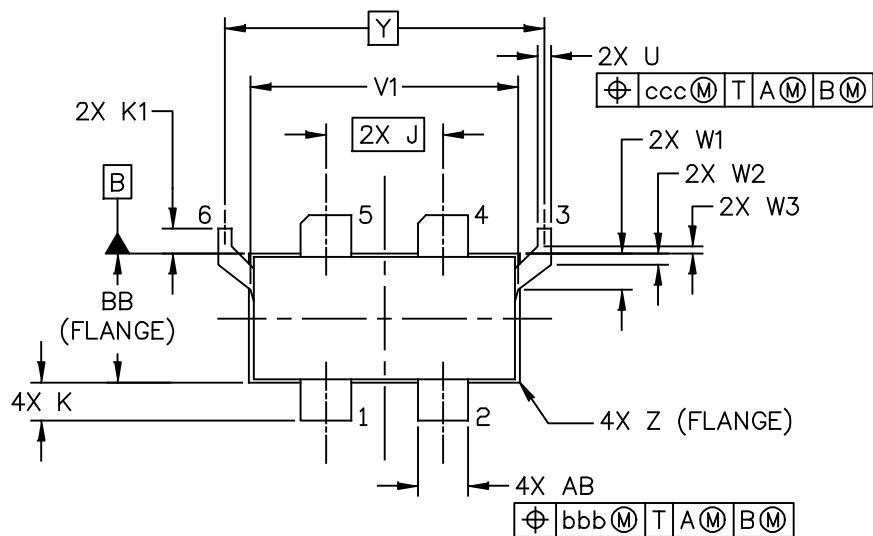 Y
2X U
⌖ ccc Ⓜ T A Ⓜ B Ⓜ
V1
2X K1
2X J
2X W1
2X W2
2X W3
B
6
5
4
3
BB
(FLANGE)
4X K
1
2
4X Z (FLANGE)
4X AB
⌖ bbb Ⓜ T A Ⓜ B Ⓜ